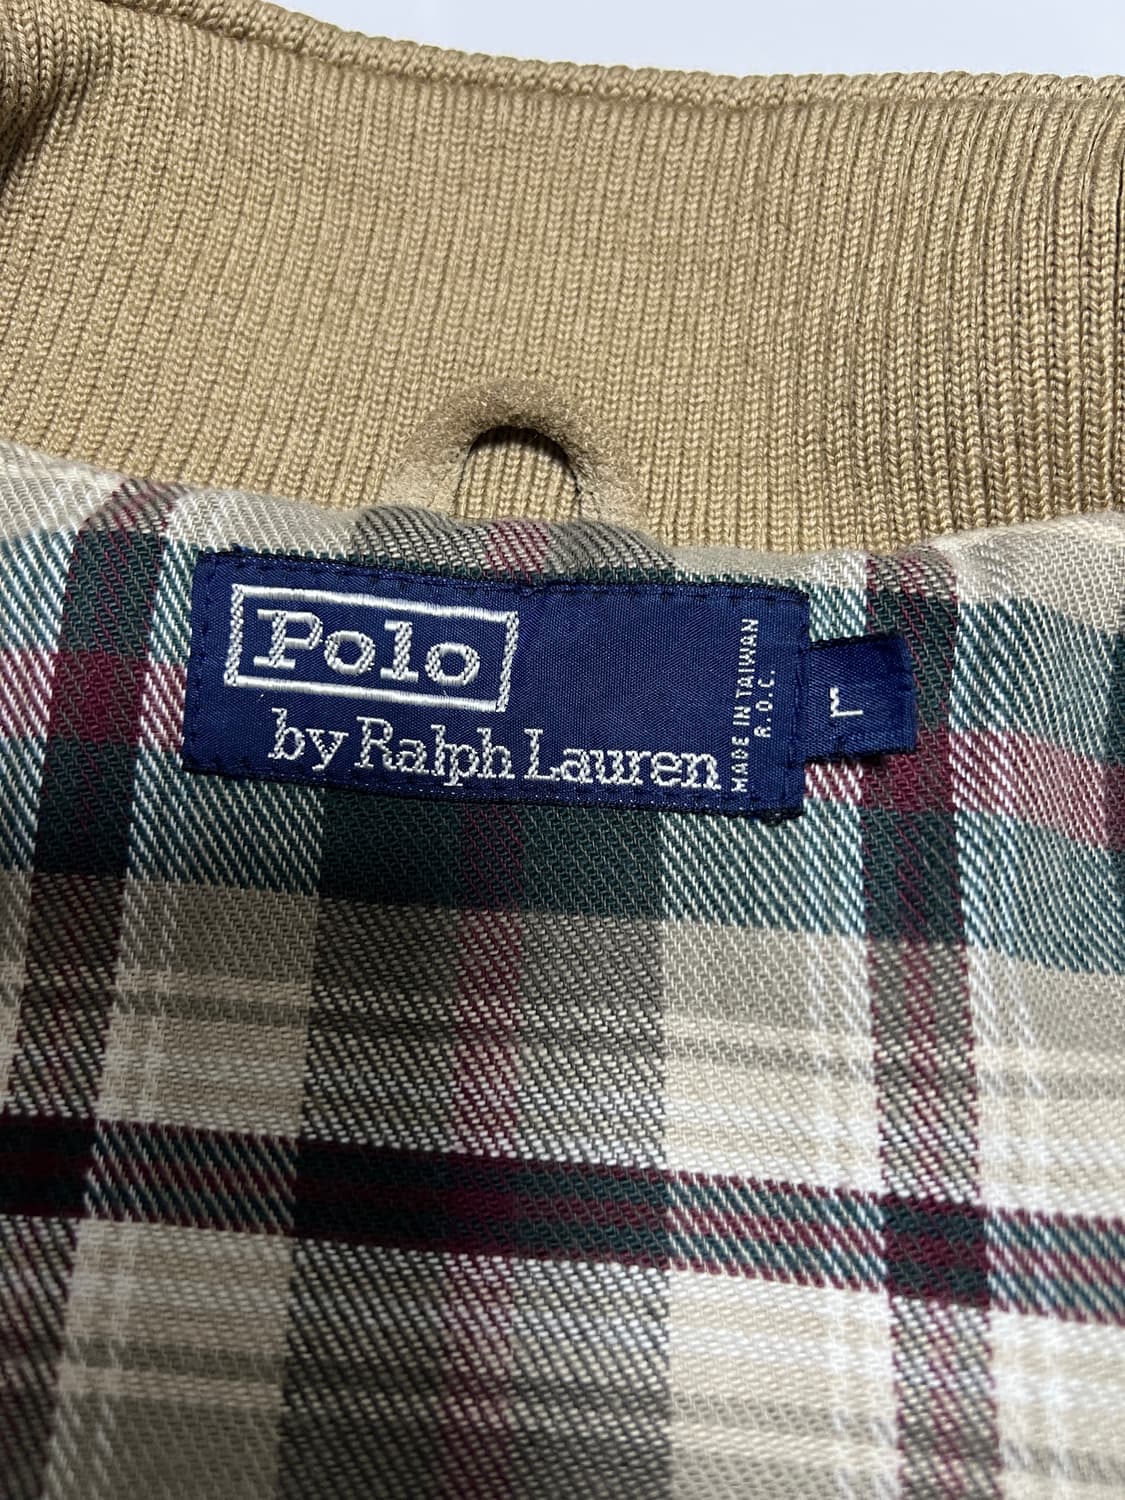 Polo
by Ralph Lauren
MADE IN TAIWAN
R.O.C.
L